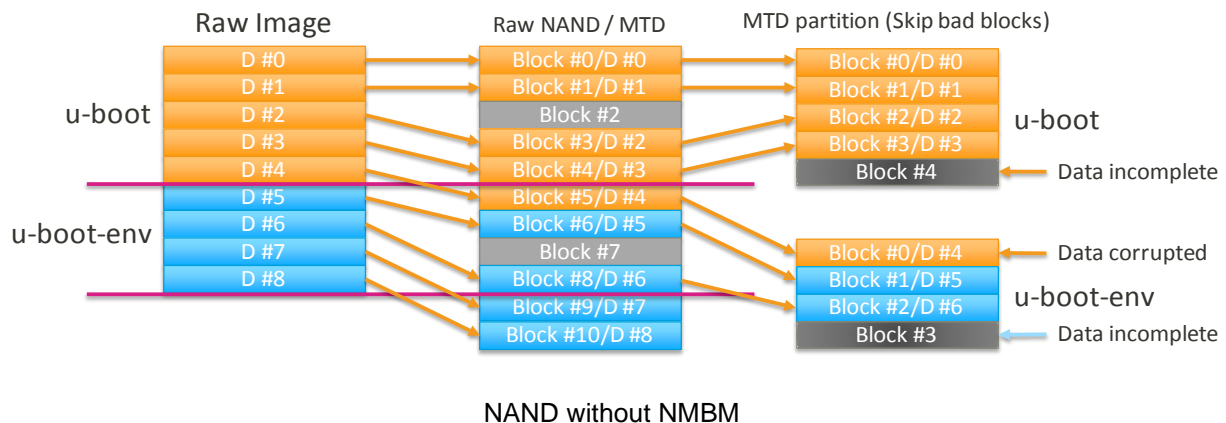 Raw Image
Raw NAND / MTD
MTD partition (Skip bad blocks)
u-boot
u-boot-env
D #0
D #1
D #2
D #3
D #4
D #5
D #6
D #7
D #8
Block #0/D #0
Block #1/D #1
Block #2
Block #3/D #2
Block #4/D #3
Block #5/D #4
Block #6/D #5
Block #7
Block #8/D #6
Block #9/D #7
Block #10/D #8
Block #0/D #0
Block #1/D #1
Block #2/D #2
Block #3/D #3
Block #4
u-boot
Data incomplete
Block #0/D #4
Block #1/D #5
Block #2/D #6
Block #3
Data corrupted
u-boot-env
Data incomplete
NAND without NMBM